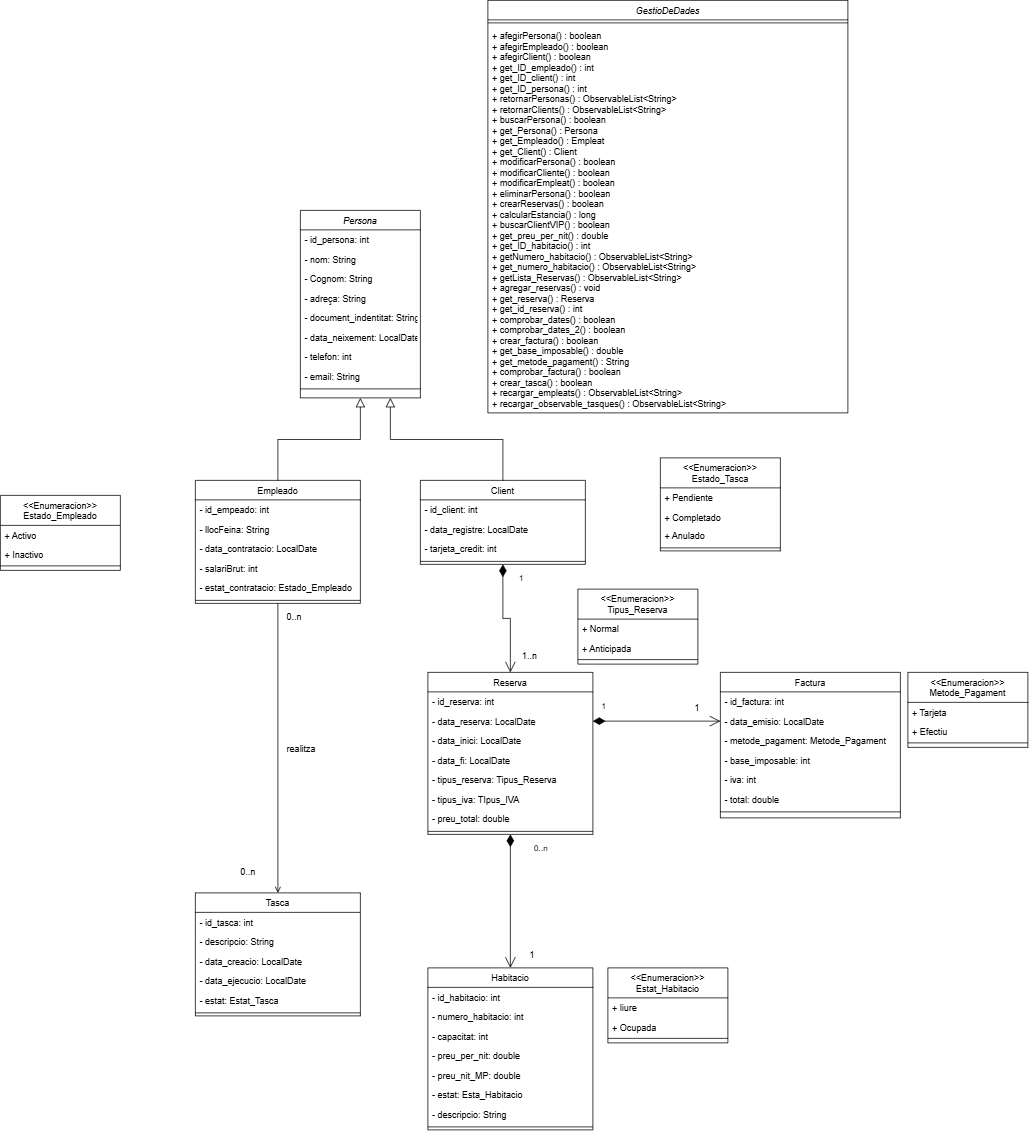 GestioDeDades
+ afegirPersona() : boolean
+ afegirEmpleado() : boolean
+ afegirClient() : boolean
+ get_ID_empleado() : int
+ get_ID_client() : int
+ get_ID_persona() : int
+ retornarPersonas() : ObservableList<String>
+ retornarClients() : ObservableList<String>
+ buscarPersona() : boolean
+ get_Persona() : Persona
+ get_Empleado() : Empleat
+ get_Client() : Client
+ modificarPersona() : boolean
+ modificarCliente() : boolean
+ modificarEmpleat() : boolean
+ eliminarPersona() : boolean
+ crearReservas() : boolean
+ calcularEstancia() : long
+ buscarClientVIP() : boolean
+ get_preu_per_nit() : double
+ get_ID_habitacio() : int
+ getNumero_habitacio() : ObservableList<String>
+ get_numero_habitacio() : ObservableList<String>
+ getLista_Reservas() : ObservableList<String>
+ agregar_reservas() : void
+ get_reserva() : Reserva
+ get_id_reserva() : int
+ comprobar_dates() : boolean
+ comprobar_dates_2() : boolean
+ crear_factura() : boolean
+ get_base_imposable() : double
+ get_metode_pagament() : String
+ comprobar_factura() : boolean
+ crear_tasca() : boolean
+ recargar_empleats() : ObservableList<String>
+ recargar_observable_tasques() : ObservableList<String>
Persona
- id_persona: int
- nom: String
- Cognom: String
- adreça: String
- document_indentitat: String
- data_neixement: LocalDate
- telefon: int
- email: String
<<Enumeracion>>
Estado_Empleado
+ Activo
+ Inactivo
Empleado
- id_empeado: int
- llocFeina: String
- data_contratacio: LocalDate
- salariBrut: int
- estat_contratacio: Estado_Empleado
Client
- id_client: int
- data_registre: LocalDate
- tarjeta_credit: int
<<Enumeracion>>
Estado_Tasca
+ Pendiente
+ Completado
+ Anulado
1
<<Enumeracion>>
Tipus_Reserva
+ Normal
+ Anticipada
0..n
1..n
Reserva
- id_reserva: int
- data_reserva: LocalDate
- data_inici: LocalDate
- data_fi: LocalDate
- tipus_reserva: Tipus_Reserva
- tipus_iva: TIpus_IVA
- preu_total: double
1
1
Factura
- id_factura: int
- data_emisio: LocalDate
- metode_pagament: Metode_Pagament
- base_imposable: int
- iva: int
- total: double
<<Enumeracion>>
Metode_Pagament
+ Tarjeta
+ Efectiu
realitza
0..n
0..n
Tasca
- id_tasca: int
- descripcio: String
- data_creacio: LocalDate
- data_ejecucio: LocalDate
- estat: Estat_Tasca
1
Habitacio
- id_habitacio: int
- numero_habitacio: int
- capacitat: int
- preu_per_nit: double
- preu_nit_MP: double
- estat: Esta_Habitacio
- descripcio: String
<<Enumeracion>>
Estat_Habitacio
+ liure
+ Ocupada